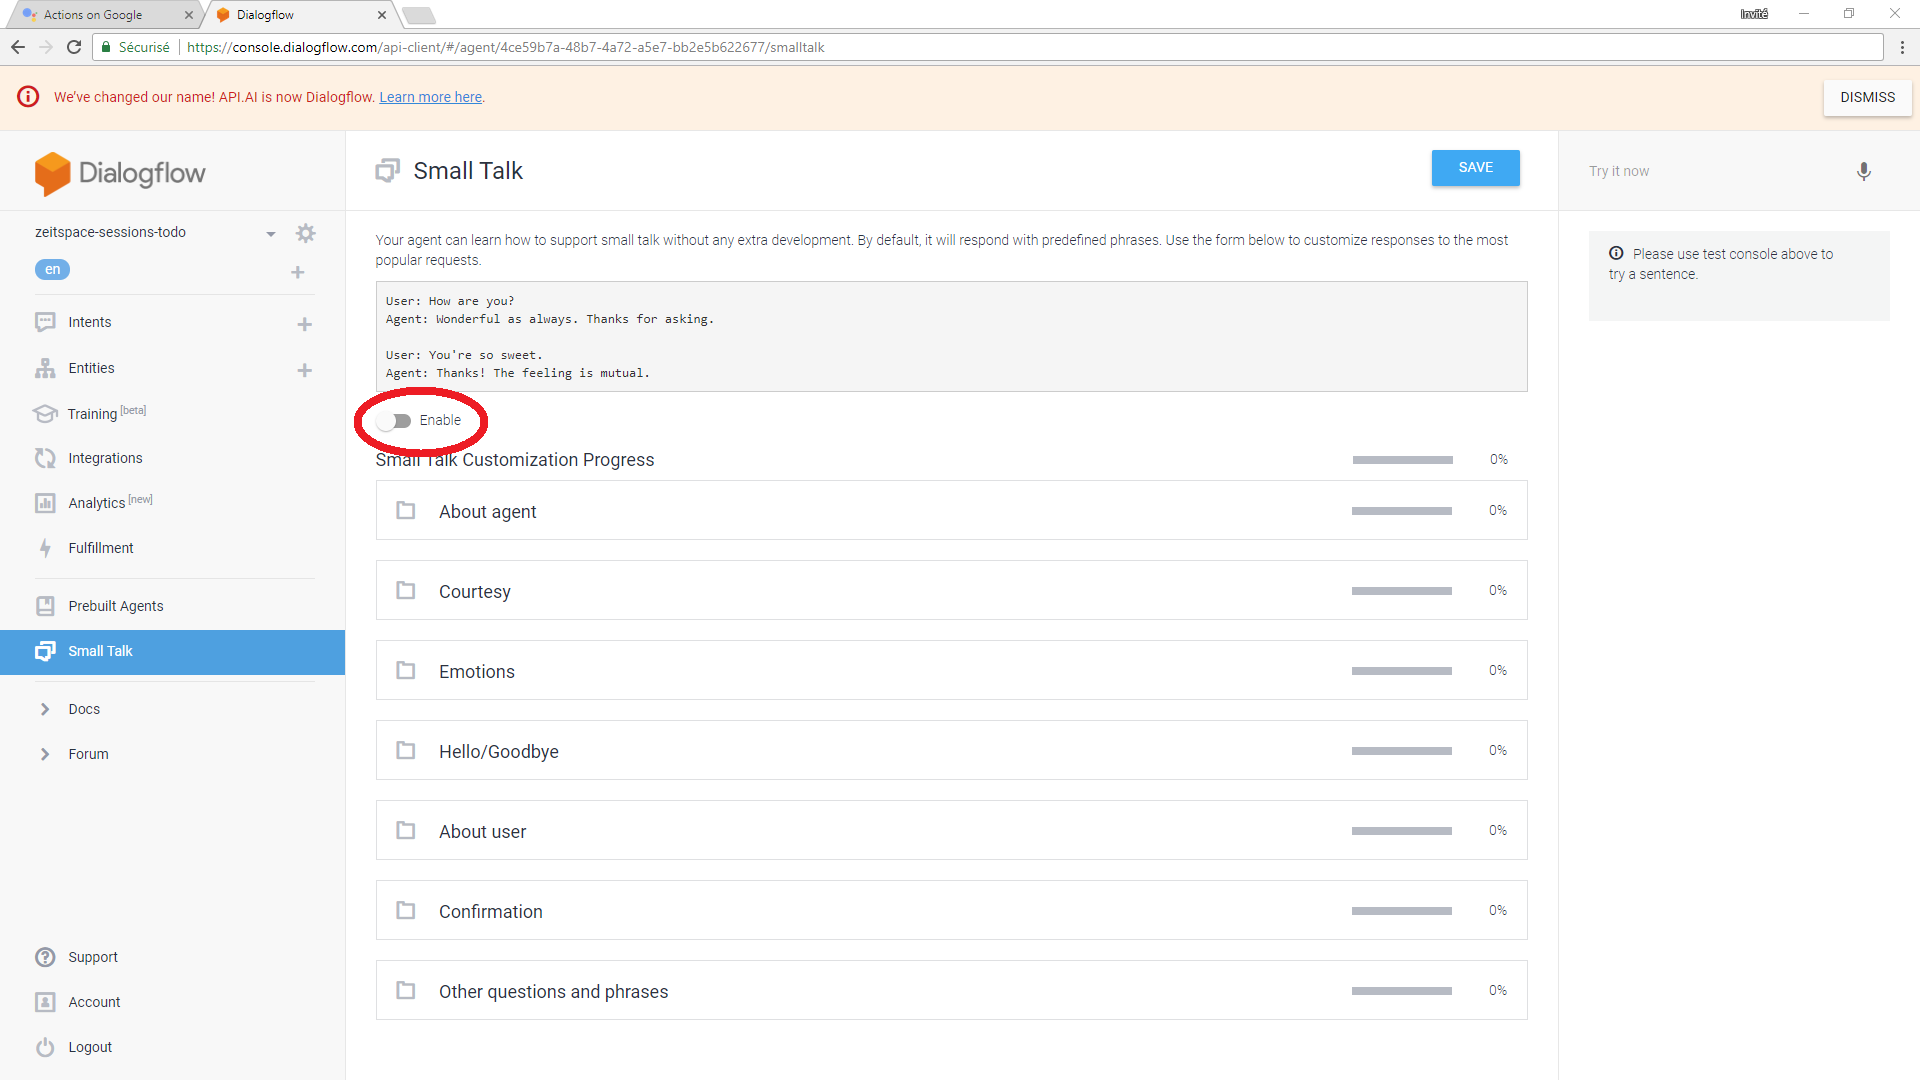 Actions on Google
Dialogflow
Invité
Sécurisé
https://console.dialogflow.com/api-client/#/agent/4ce59b7a-48b7-4a72-a5e7-bb2e5b622677/smalltalk
We've changed our name! API.AI is now Dialogflow. Learn more here.
DISMISS
Dialogflow
zeitspace-sessions-todo
en
Intents
Entities
Training [beta]
Integrations
Analytics [new]
Fulfillment
Prebuilt Agents
Small Talk
Docs
Forum
Support
Account
Logout
Small Talk
SAVE
Your agent can learn how to support small talk without any extra development. By default, it will respond with predefined phrases. Use the form below to customize responses to the most
popular requests.
User: How are you?
Agent: Wonderful as always. Thanks for asking.
User: You're so sweet.
Agent: Thanks! The feeling is mutual.
Enable
Small Talk Customization Progress 0%
About agent 0%
Courtesy 0%
Emotions 0%
Hello/Goodbye 0%
About user 0%
Confirmation 0%
Other questions and phrases 0%
Try it now
Please use test console above to
try a sentence.